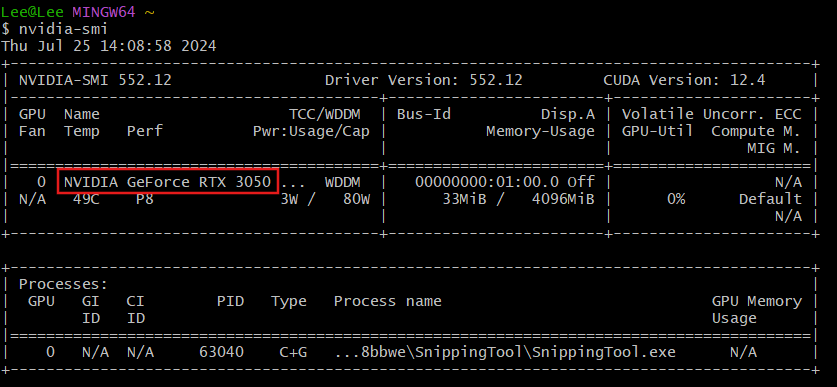 Lee@Lee MINGW64 ~
$ nvidia-smi
Thu Jul 25 14:08:58 2024
+-----------------------------------------------------------------------------------------+
| NVIDIA-SMI 552.12                 Driver Version: 552.12         CUDA Version: 12.4     |
|-----------------------------------------+------------------------+----------------------+
| GPU  Name                     TCC/WDDM  | Bus-Id          Disp.A | Volatile Uncorr. ECC |
| Fan  Temp   Perf          Pwr:Usage/Cap |           Memory-Usage | GPU-Util  Compute M. |
|                                         |                        |               MIG M. |
|=========================================+========================+======================|
|   0  NVIDIA GeForce RTX 3050 ...  WDDM  |   00000000:01:00.0 Off |                  N/A |
| N/A   49C    P8              3W /   80W |      33MiB /   4096MiB |      0%      Default |
|                                         |                        |                  N/A |
+-----------------------------------------+------------------------+----------------------+
+-----------------------------------------------------------------------------------------+
| Processes:                                                                              |
|  GPU   GI   CI        PID   Type   Process name                              GPU Memory |
|        ID   ID                                                               Usage      |
|=========================================================================================|
|    0   N/A  N/A     63040    C+G   ...8bbwe\SnippingTool\SnippingTool.exe      N/A      |
+-----------------------------------------------------------------------------------------+